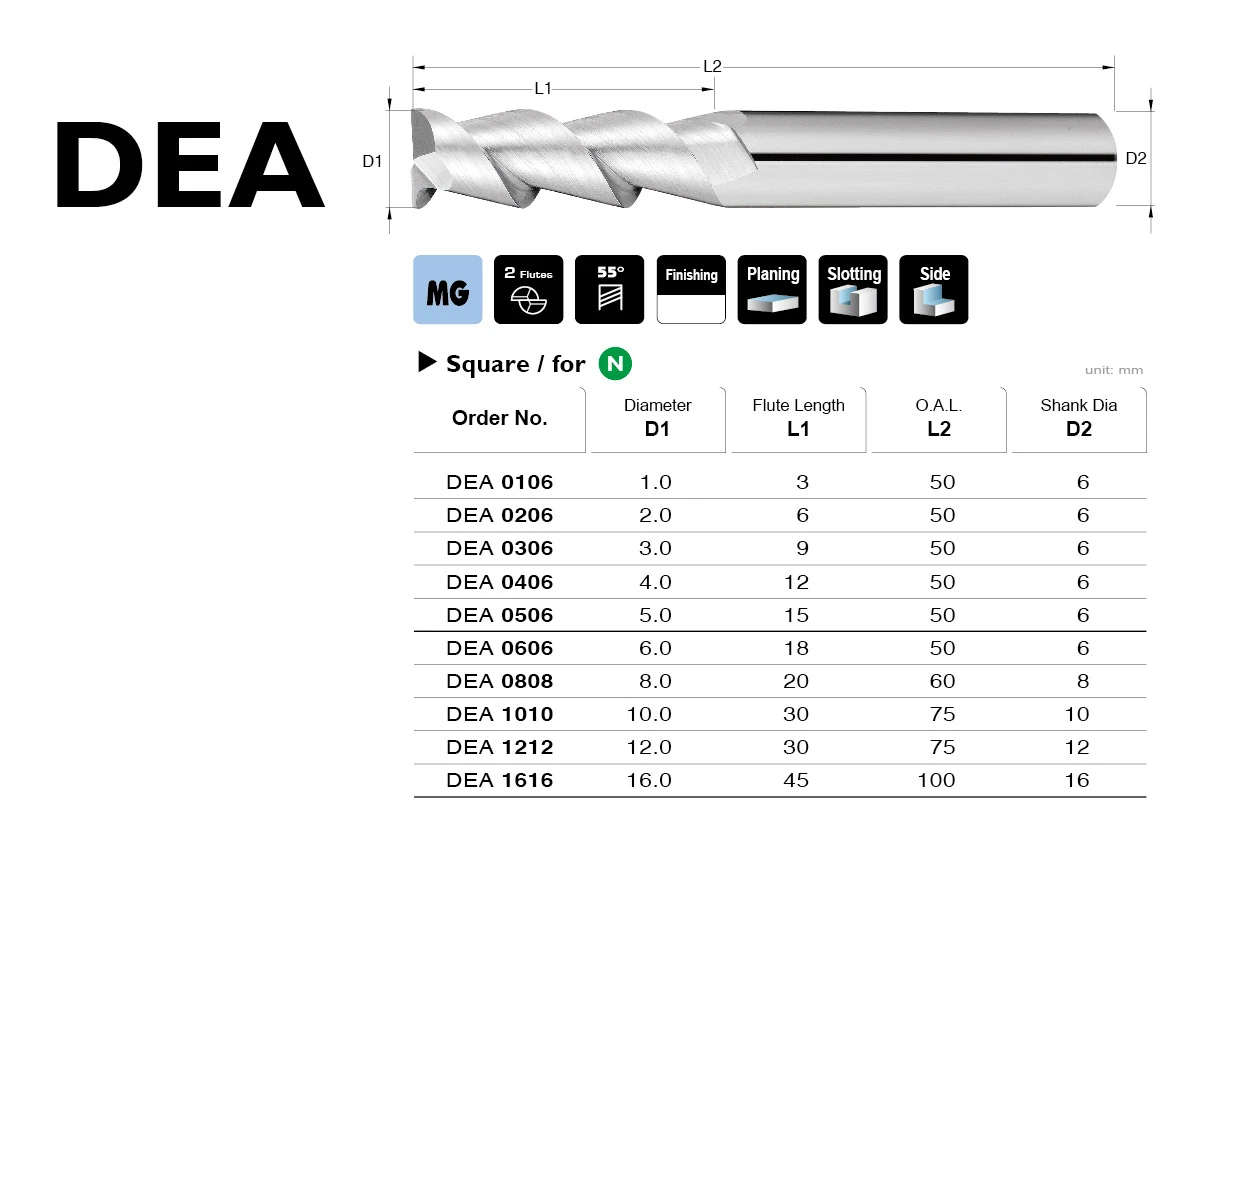 DEA
L2
L1
D1
D2
MG
2 Flutes
55°
Finishing
Planing
Slotting
Side
Square / for N
unit: mm
Order No. Diameter D1 Flute Length L1 O.A.L. L2 Shank Dia D2
DEA 0106 1.0 3 50 6
DEA 0206 2.0 6 50 6
DEA 0306 3.0 9 50 6
DEA 0406 4.0 12 50 6
DEA 0506 5.0 15 50 6
DEA 0606 6.0 18 50 6
DEA 0808 8.0 20 60 8
DEA 1010 10.0 30 75 10
DEA 1212 12.0 30 75 12
DEA 1616 16.0 45 100 16